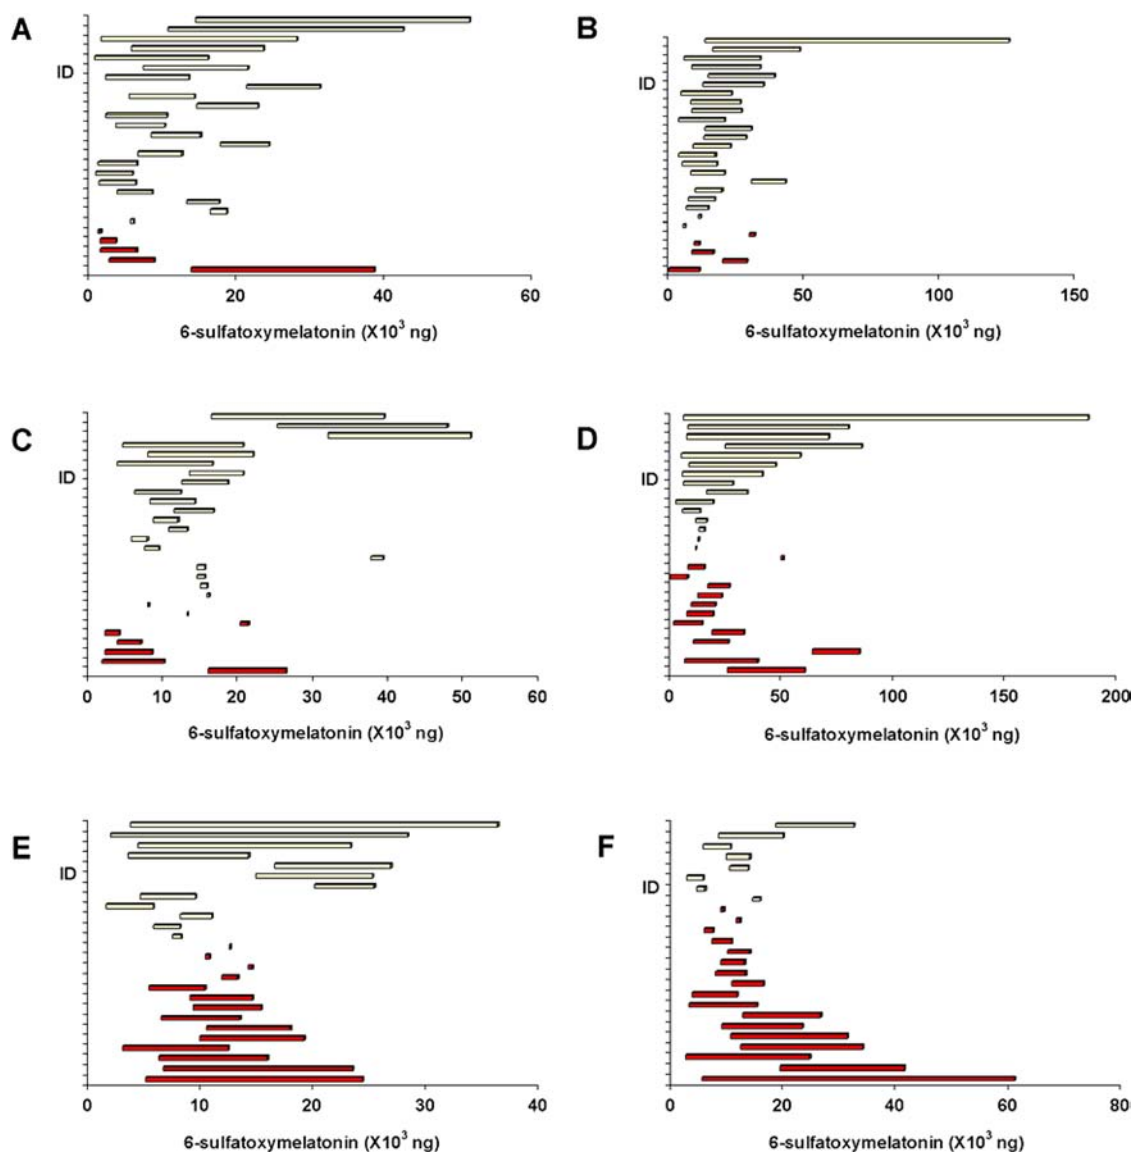 A
B
ID
ID
0 20 40 60
0 50 100 150
6-sulfatoxymelatonin (X10³ ng)
6-sulfatoxymelatonin (X10³ ng)
C
D
ID
ID
0 10 20 30 40 50 60
0 50 100 150 200
6-sulfatoxymelatonin (X10³ ng)
6-sulfatoxymelatonin (X10³ ng)
E
F
ID
ID
0 10 20 30 40
0 20 40 60 80
6-sulfatoxymelatonin (X10³ ng)
6-sulfatoxymelatonin (X10³ ng)